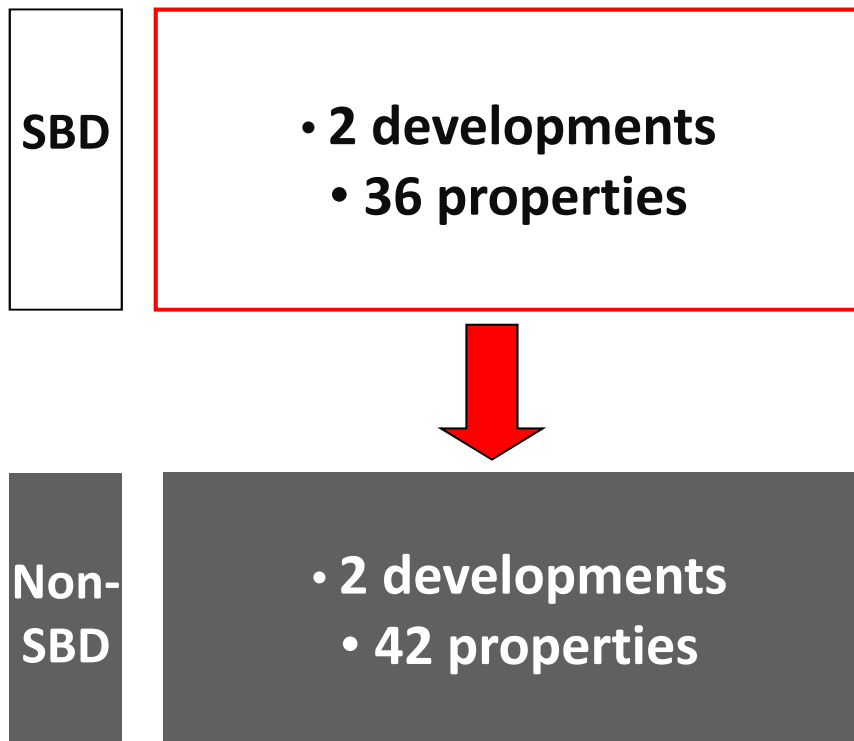 SBD
• 2 developments
• 36 properties
Non-
SBD
• 2 developments
• 42 properties